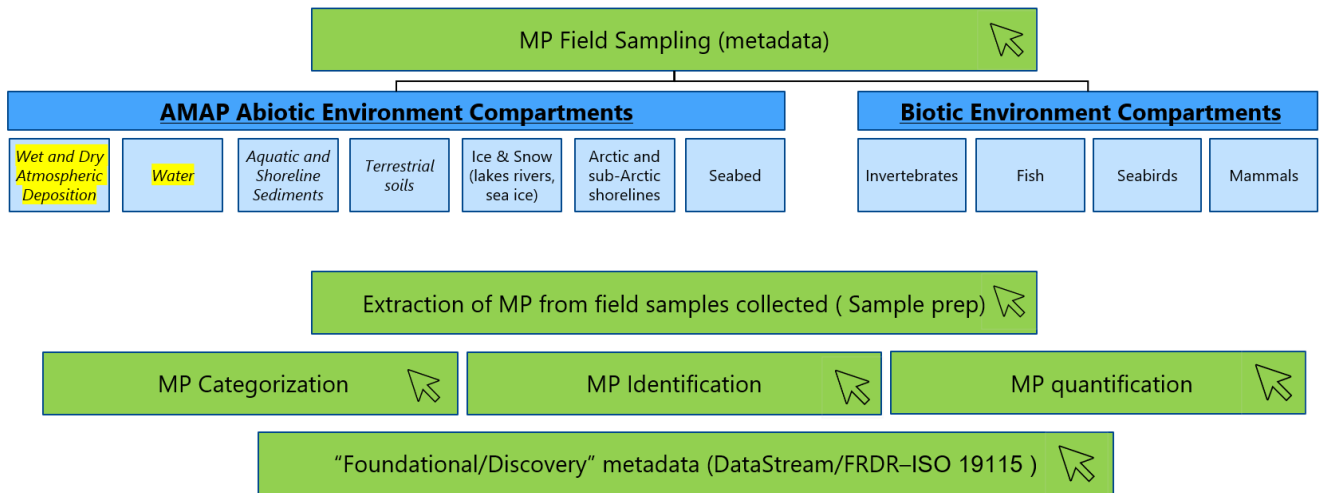 MP Field Sampling (metadata)
AMAP Abiotic Environment Compartments
Biotic Environment Compartments
Wet and Dry
Atmospheric
Deposition
Water
Aquatic and
Shoreline
Sediments
Terrestrial
soils
Ice & Snow
(lakes rivers,
sea ice)
Arctic and
sub-Arctic
shorelines
Seabed
Invertebrates
Fish
Seabirds
Mammals
Extraction of MP from field samples collected ( Sample prep)
MP Categorization
MP Identification
MP quantification
“Foundational/Discovery” metadata (DataStream/FRDR–ISO 19115 )